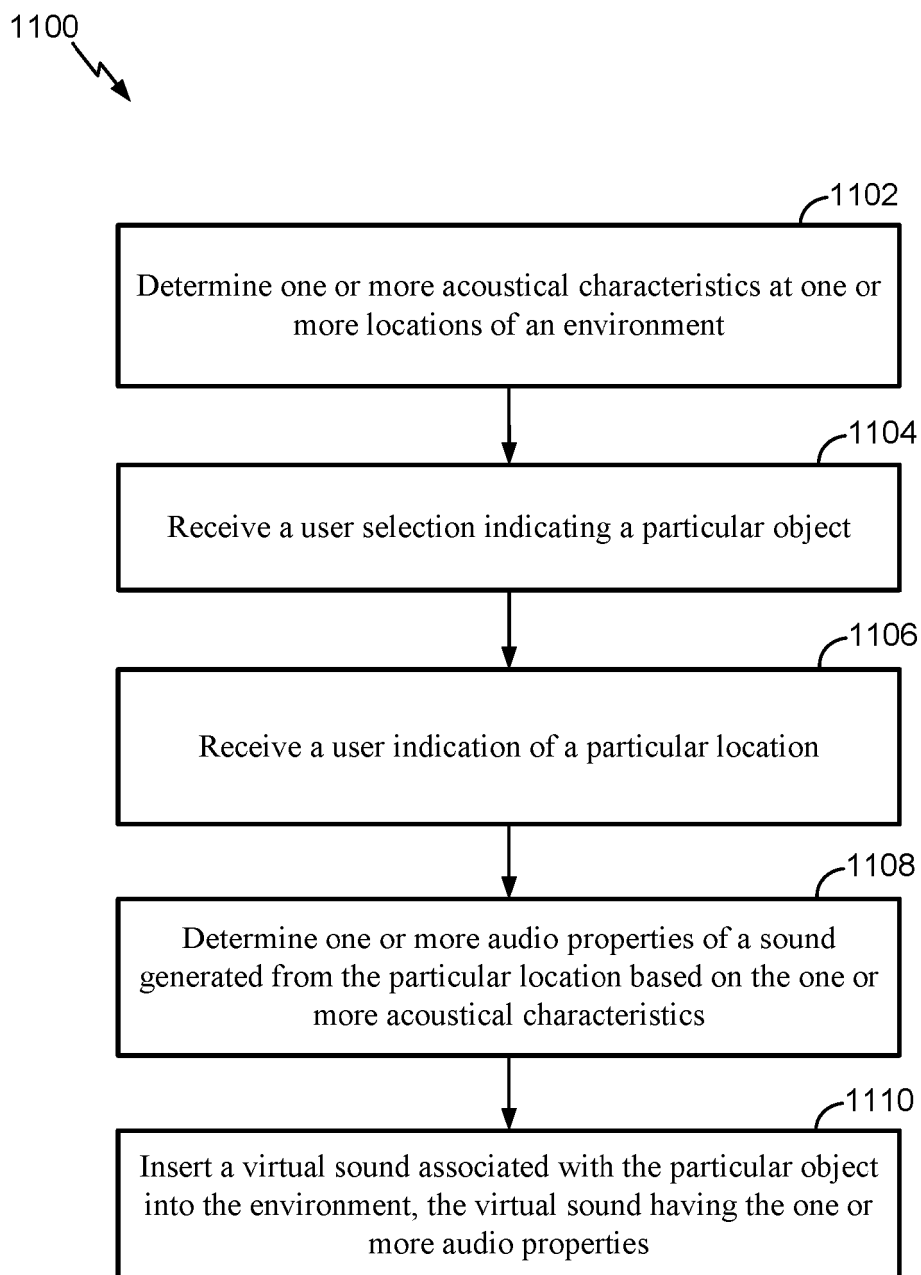 1100
1102
Determine one or more acoustical characteristics at one or
more locations of an environment
1104
Receive a user selection indicating a particular object
1106
Receive a user indication of a particular location
1108
Determine one or more audio properties of a sound
generated from the particular location based on the one or
more acoustical characteristics
1110
Insert a virtual sound associated with the particular object
into the environment, the virtual sound having the one or
more audio properties